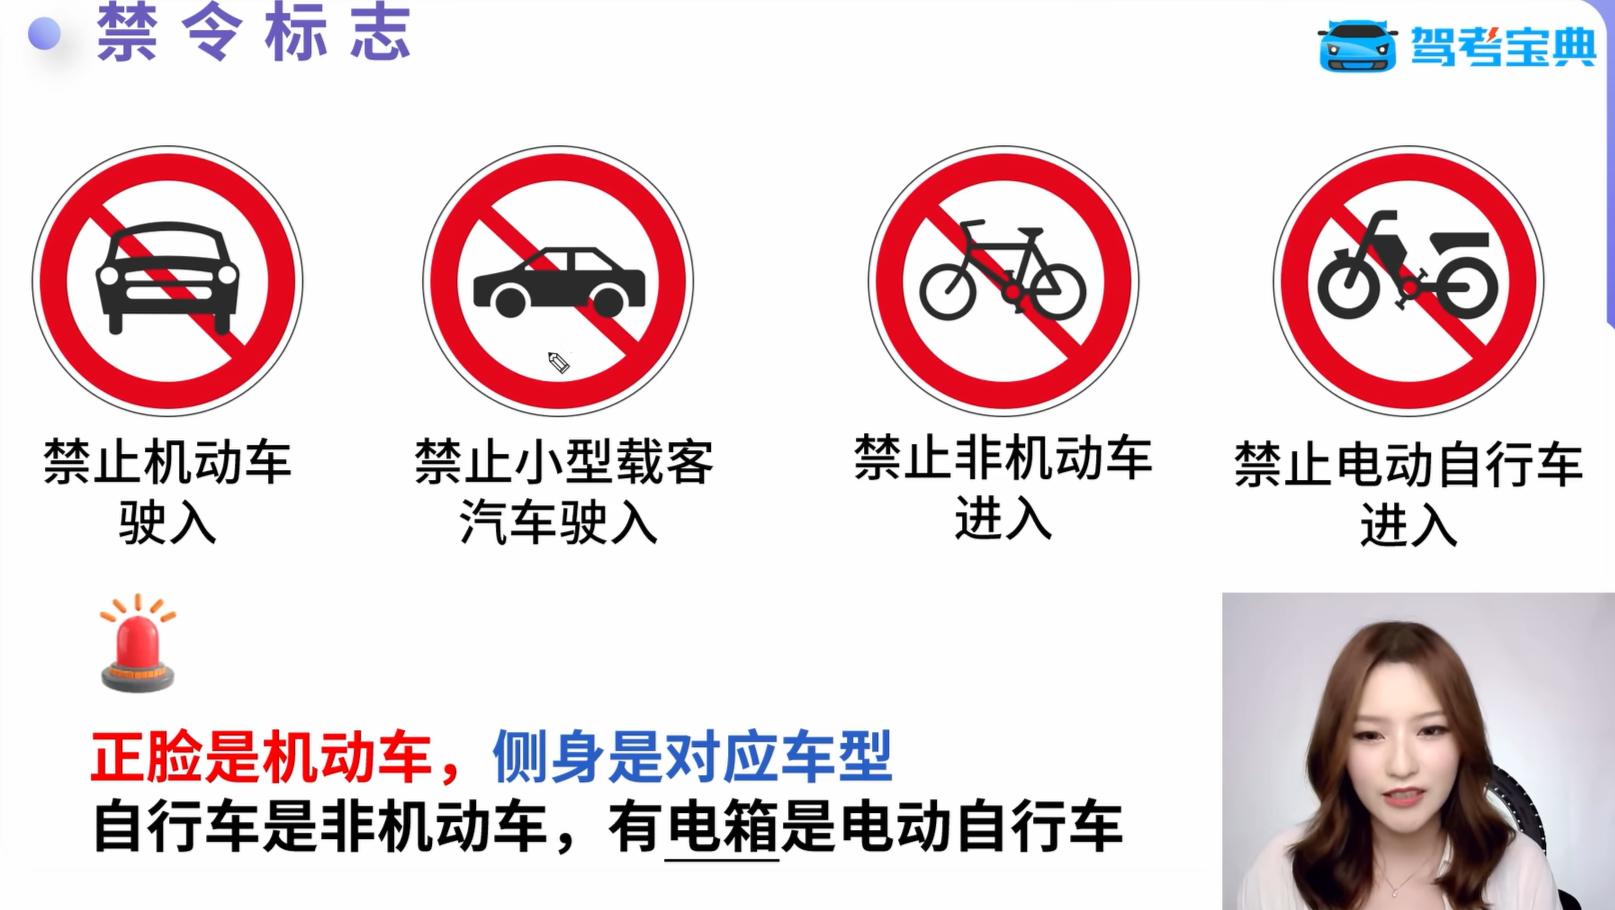 禁令标志
驾考宝典
禁止机动车
驶入
禁止小型载客
汽车驶入
禁止非机动车
进入
禁止电动自行车
进入
正脸是机动车，侧身是对应车型
自行车是非机动车，有电箱是电动自行车